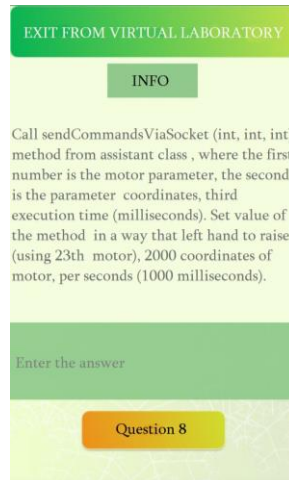 EXIT FROM VIRTUAL LABORATORY
INFO
Call sendCommandsViaSocket (int, int, int
method from assistant class , where the first
number is the motor parameter, the second
is the parameter coordinates, third
execution time (milliseconds). Set value of
the method in a way that left hand to raise
(using 23th motor), 2000 coordinates of
motor, per seconds (1000 milliseconds).
Enter the answer
Question 8